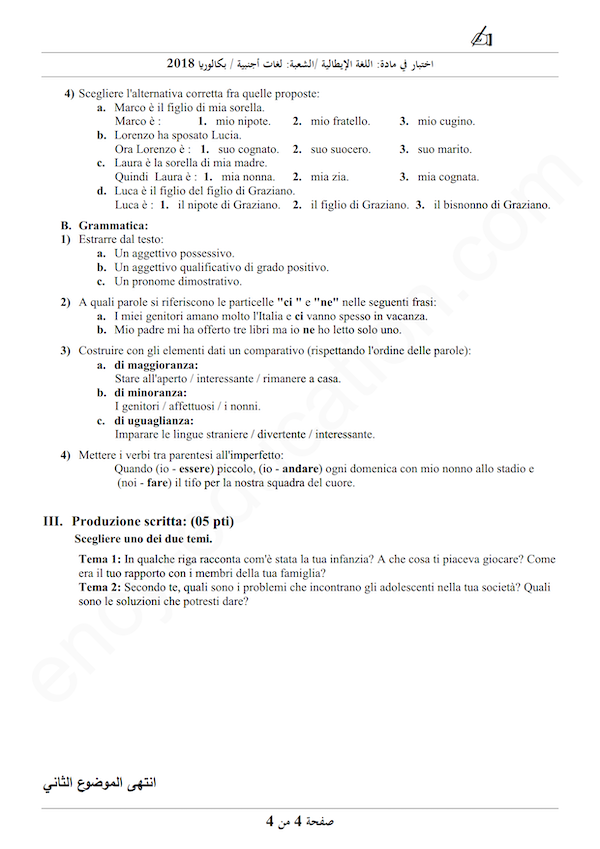 اختبار في مادة: اللغة الإيطالية /الشعبة: لغات أجنبية / بكالوريا 2018
4) Scegliere l'alternativa corretta fra quelle proposte:
a. Marco è il figlio di mia sorella.
Marco è : 1. mio nipote. 2. mio fratello. 3. mio cugino.
b. Lorenzo ha sposato Lucia.
Ora Lorenzo è : 1. suo cognato. 2. suo suocero. 3. suo marito.
c. Laura è la sorella di mia madre.
Quindi Laura è : 1. mia nonna. 2. mia zia. 3. mia cognata.
d. Luca è il figlio del figlio di Graziano.
Luca è : 1. il nipote di Graziano. 2. il figlio di Graziano. 3. il bisnonno di Graziano.
B. Grammatica:
1) Estrarre dal testo:
a. Un aggettivo possessivo.
b. Un aggettivo qualificativo di grado positivo.
c. Un pronome dimostrativo.
2) A quali parole si riferiscono le particelle "ci " e "ne" nelle seguenti frasi:
a. I miei genitori amano molto l'Italia e ci vanno spesso in vacanza.
b. Mio padre mi ha offerto tre libri ma io ne ho letto solo uno.
3) Costruire con gli elementi dati un comparativo (rispettando l'ordine delle parole):
a. di maggioranza:
Stare all'aperto / interessante / rimanere a casa.
b. di minoranza:
I genitori / affettuosi / i nonni.
c. di uguaglianza:
Imparare le lingue straniere / divertente / interessante.
4) Mettere i verbi tra parentesi all'imperfetto:
Quando (io - essere) piccolo, (io - andare) ogni domenica con mio nonno allo stadio e
(noi - fare) il tifo per la nostra squadra del cuore.
III. Produzione scritta: (05 pti)
Scegliere uno dei due temi.
Tema 1: In qualche riga racconta com'è stata la tua infanzia? A che cosa ti piaceva giocare? Come
era il tuo rapporto con i membri della tua famiglia?
Tema 2: Secondo te, quali sono i problemi che incontrano gli adolescenti nella tua società? Quali
sono le soluzioni che potresti dare?
انتهى الموضوع الثاني
صفحة 4 من 4